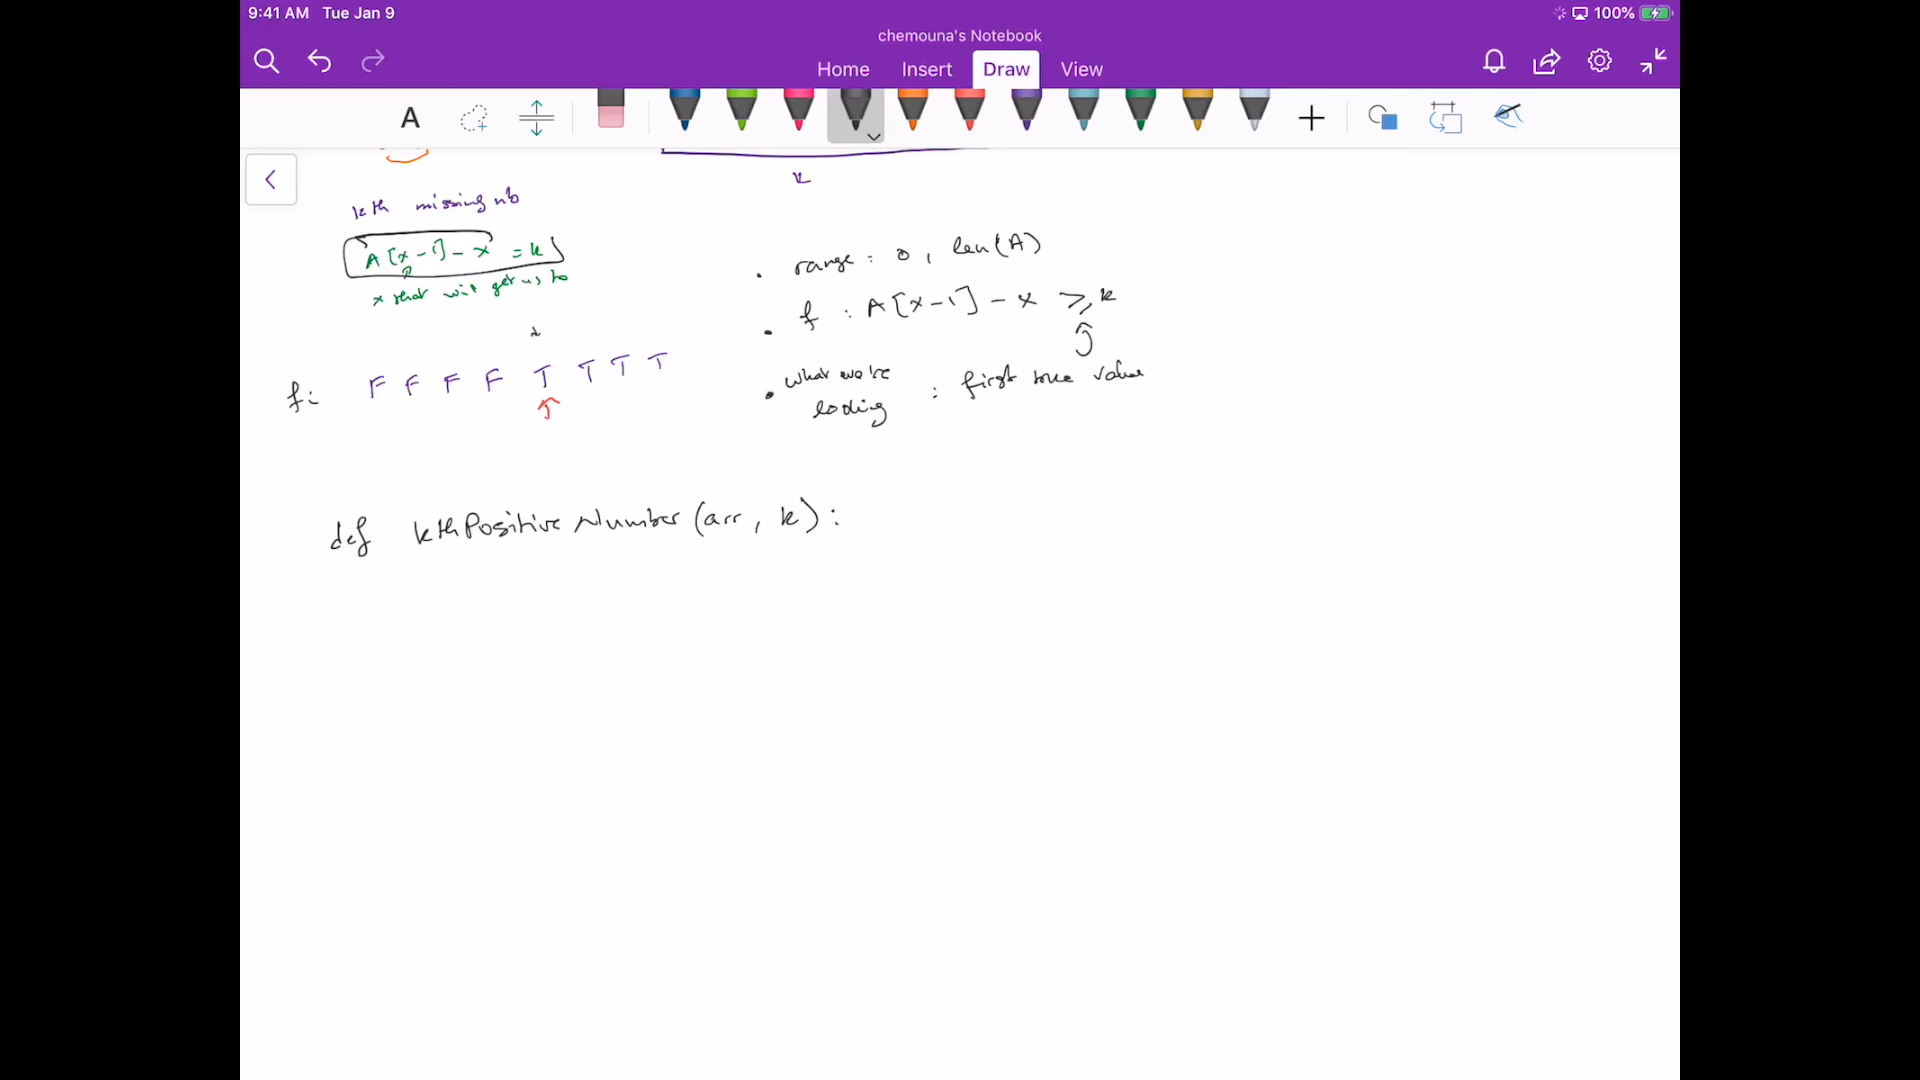 9:41 AM Tue Jan 9
100%
chemouna's Notebook
Home Insert Draw View
A
k
kth missing nb
A[x-1] - x = k
x that will get us to
f: F F F F T T T T
. range: 0, len(A)
. f : A[x-1] - x ≥ k
. what we're looking : first true value
def kthPositiveNumber(arr, k):